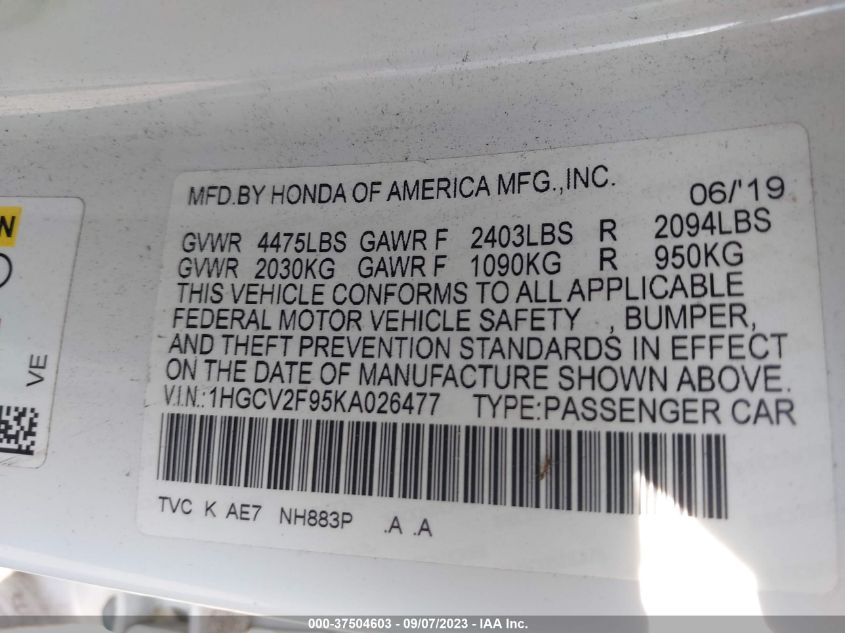 MFD.BY HONDA OF AMERICA MFG.,INC. 06/'19
GVWR 4475LBS GAWR F 2403LBS R 2094LBS
GVWR 2030KG GAWR F 1090KG R 950KG
THIS VEHICLE CONFORMS TO ALL APPLICABLE
FEDERAL MOTOR VEHICLE SAFETY , BUMPER,
AND THEFT PREVENTION STANDARDS IN EFFECT
ON THE DATE OF MANUFACTURE SHOWN ABOVE.
V.I.N.:1HGCV2F95KA026477 TYPE:PASSENGER CAR
TVC K AE7 NH883P .A .A
VE
000-37504603 - 09/07/2023 - IAA Inc.